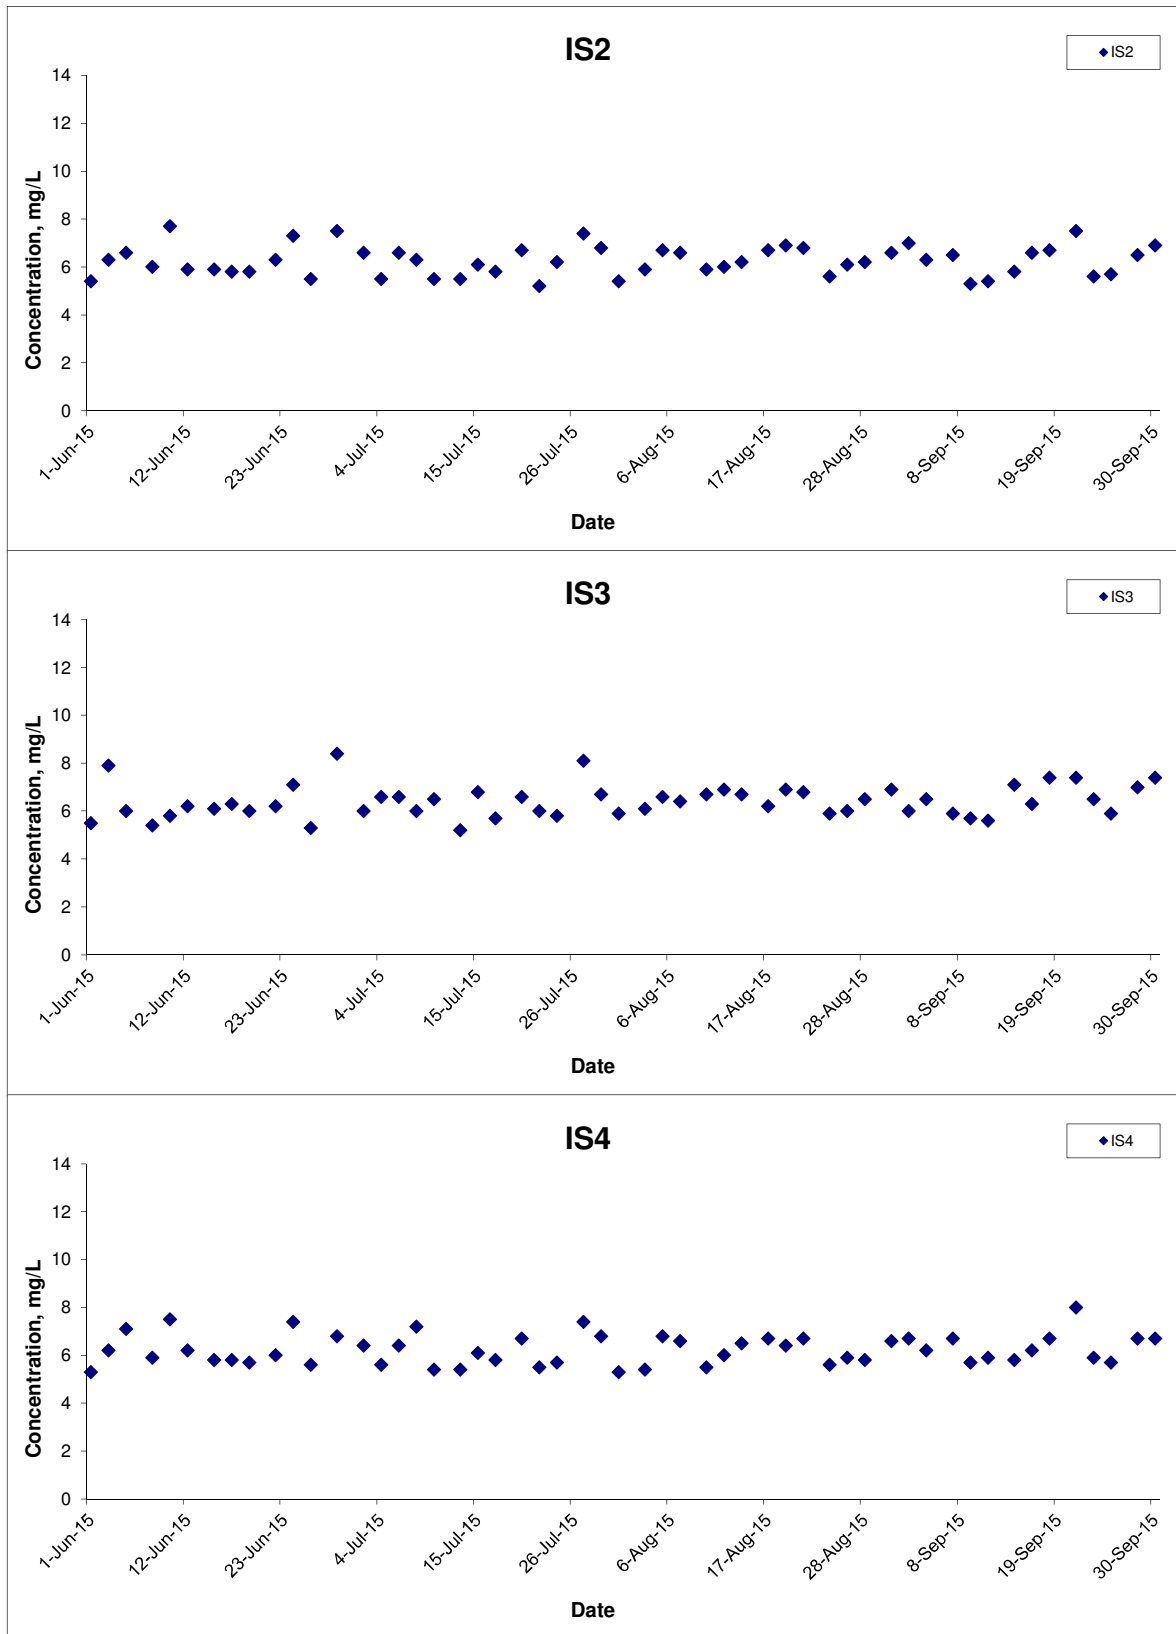 IS2
IS2
14
12
10
8
6
4
2
0
Concentration, mg/L
1-Jun-15
12-Jun-15
23-Jun-15
4-Jul-15
15-Jul-15
26-Jul-15
6-Aug-15
17-Aug-15
28-Aug-15
8-Sep-15
19-Sep-15
30-Sep-15
Date
IS3
IS3
14
12
10
8
6
4
2
0
Concentration, mg/L
1-Jun-15
12-Jun-15
23-Jun-15
4-Jul-15
15-Jul-15
26-Jul-15
6-Aug-15
17-Aug-15
28-Aug-15
8-Sep-15
19-Sep-15
30-Sep-15
Date
IS4
IS4
14
12
10
8
6
4
2
0
Concentration, mg/L
1-Jun-15
12-Jun-15
23-Jun-15
4-Jul-15
15-Jul-15
26-Jul-15
6-Aug-15
17-Aug-15
28-Aug-15
8-Sep-15
19-Sep-15
30-Sep-15
Date